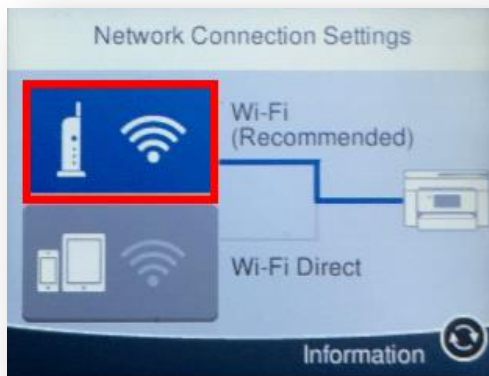 Network Connection Settings
Wi-Fi
(Recommended)
Wi-Fi Direct
Information